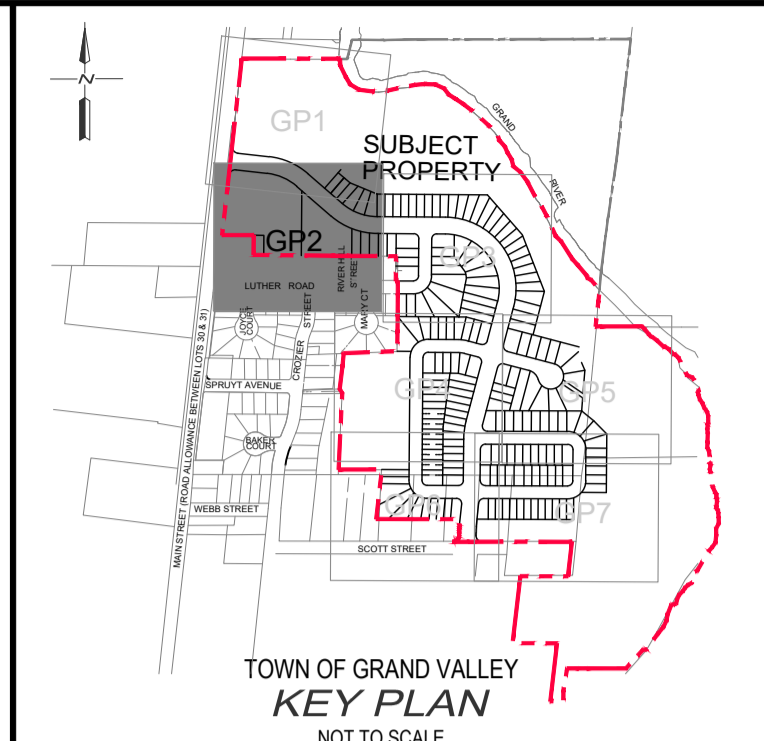 N
GP1
GRAND
RIVER
SUBJECT
PROPERTY
GP2
GP3
LUTHER ROAD
RIVER HILL
STREET
JOYCE
COURT
CROZIER
STREET
MARY CT
SPRUYT AVENUE
GP4
GP5
BAKER
COURT
MAIN STREET (ROAD ALLOWANCE BETWEEN LOTS 30 & 31)
WEBB STREET
GP6
GP7
SCOTT STREET
TOWN OF GRAND VALLEY
KEY PLAN
NOT TO SCALE